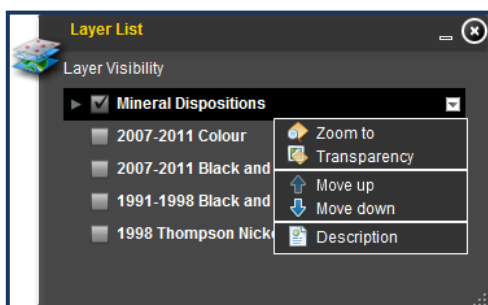 Layer List
Layer Visibility
Mineral Dispositions
2007-2011 Colour
2007-2011 Black and
1991-1998 Black and
1998 Thompson
Zoom to
Transparency
Move up
Move down
Description